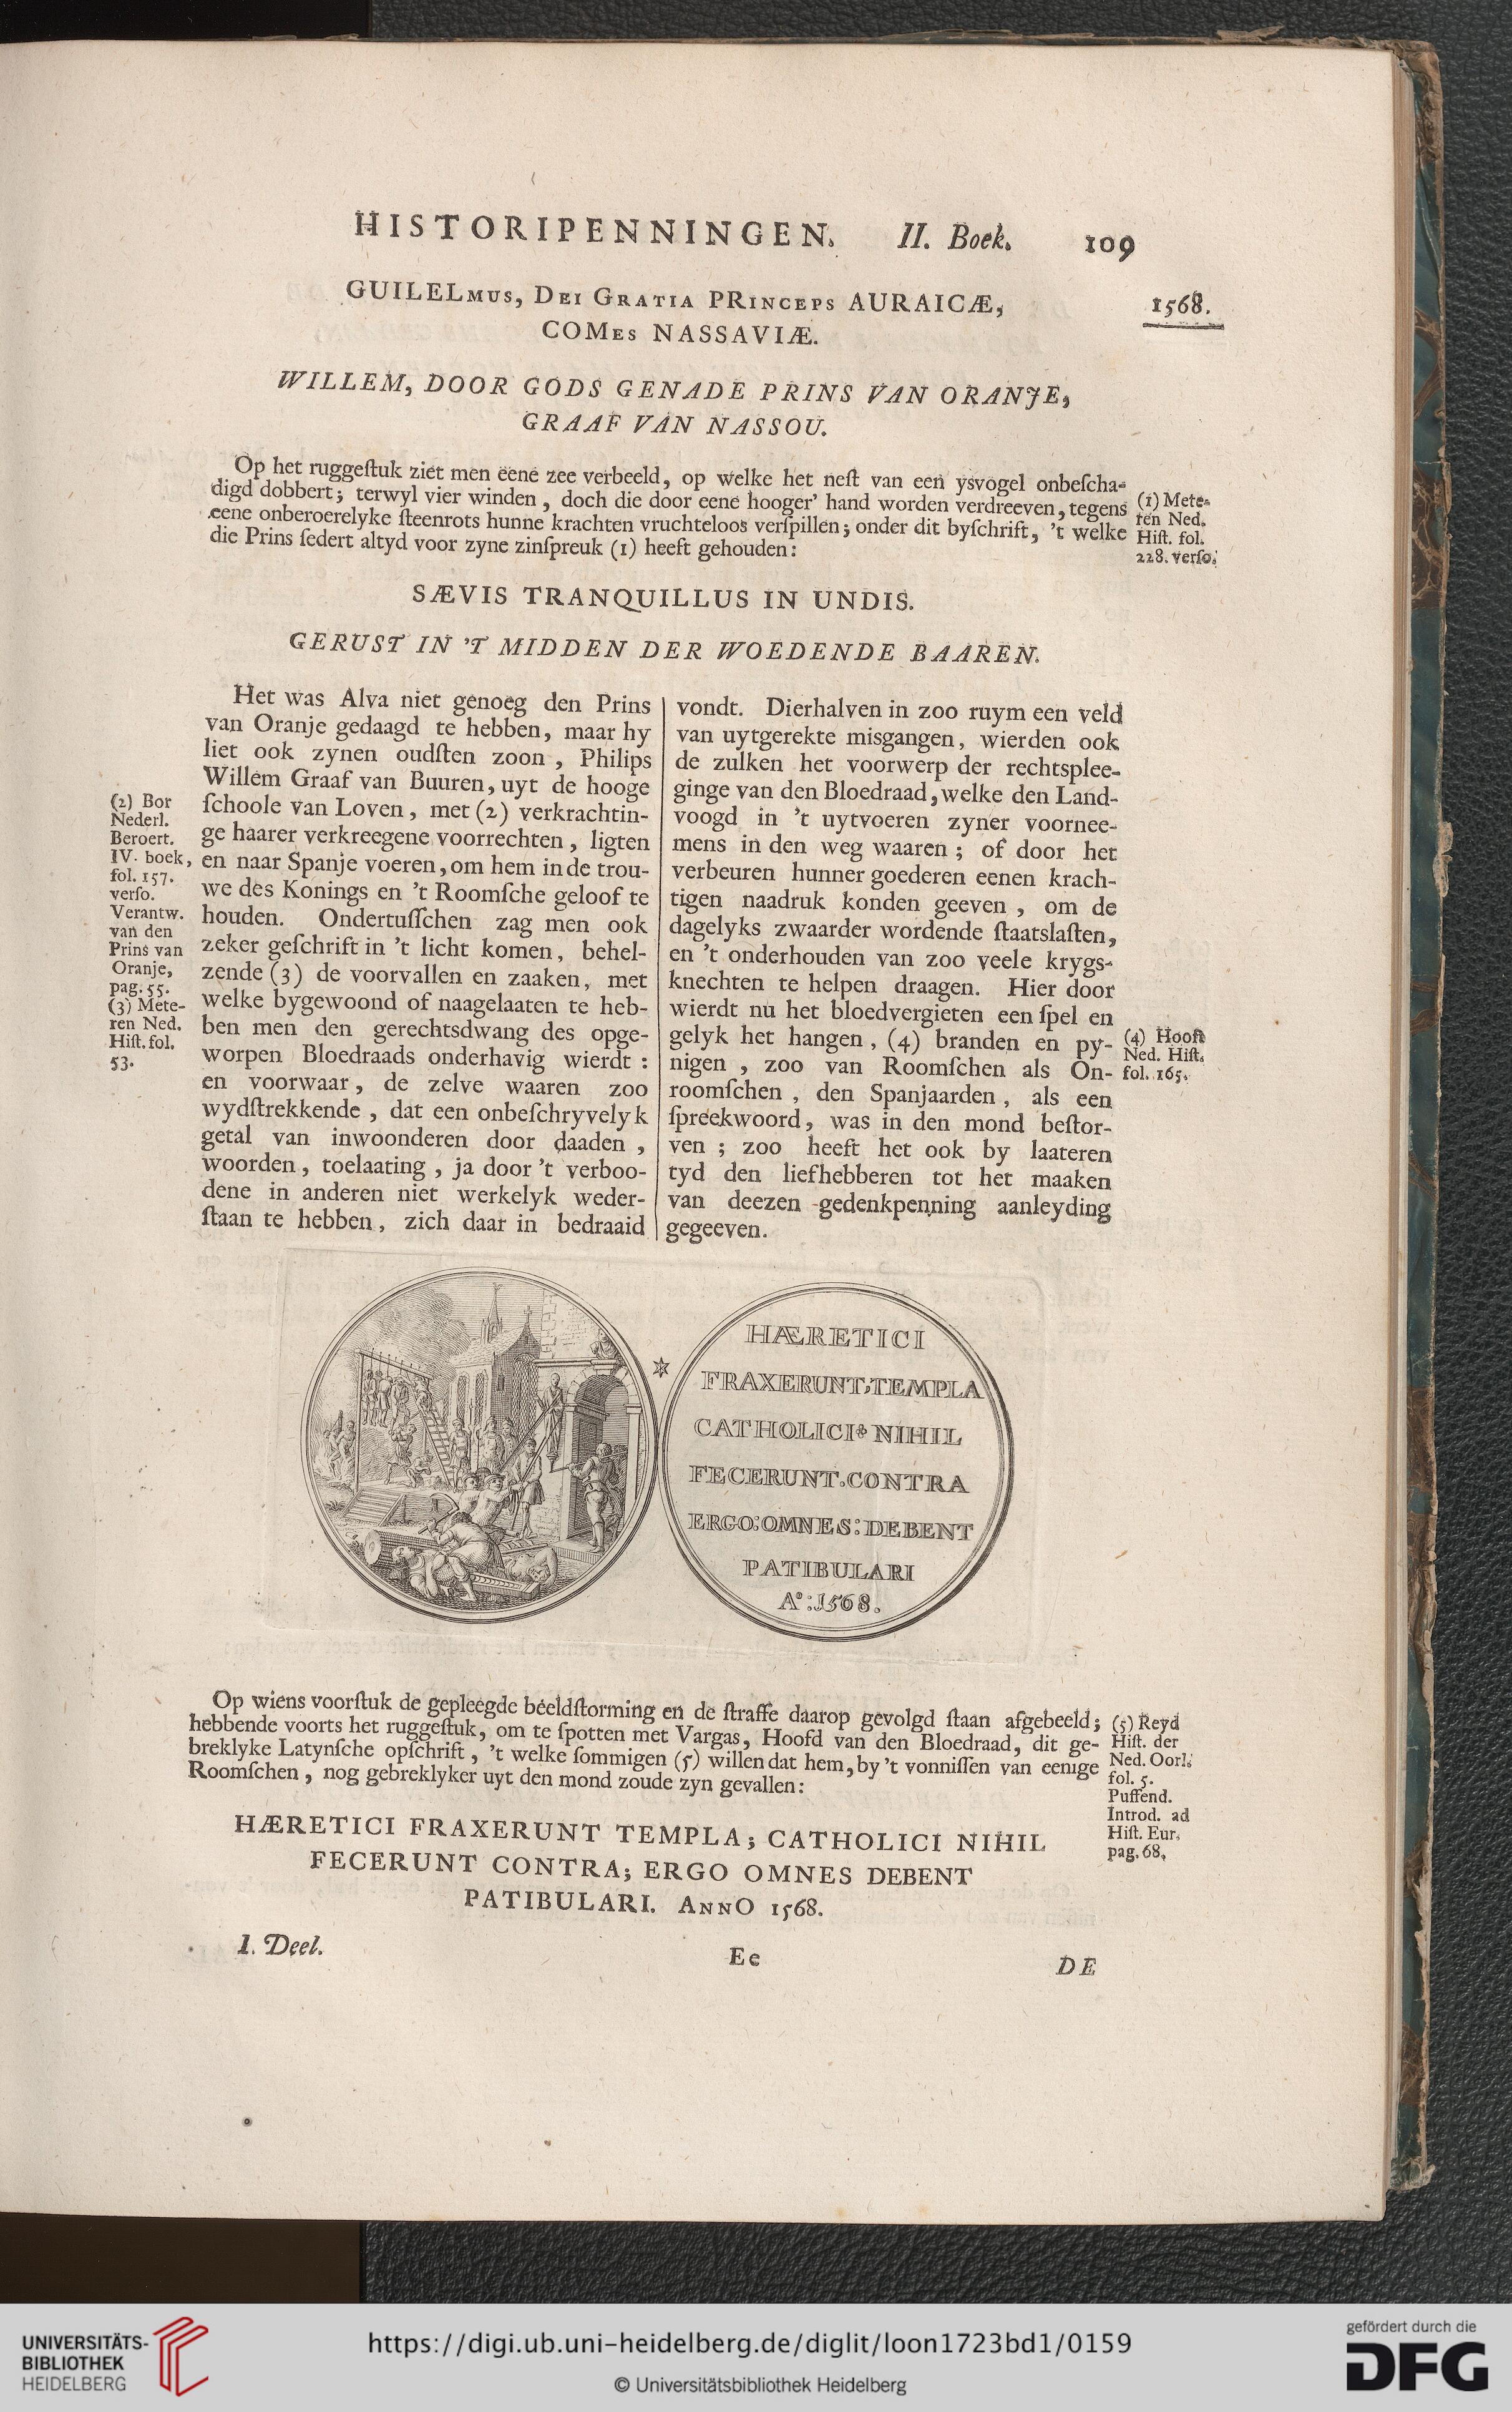 HISTORIPENNINGEN. II. Boek. 109
GUILELmus, Dei Gratia PRinceps AURAICÆ,
COMes NASSAVIÆ.
1568.
WILLEM, DOOR GODS GENADE PRINS VAN ORANJE,
GRAAF VAN NASSOU.
Op het ruggeſtuk ziet men eene zee verbeeld, op welke het neſt van een ysvogel onbeſcha-
digd dobbert; terwyl vier winden, doch die door eene hooger' hand worden verdreeven, tegens
eene onberoerelyke ſteenrots hunne krachten vruchteloos verſpillen; onder dit byſchrift, 't welke
die Prins ſedert altyd voor zyne zinſpreuk (1) heeft gehouden:
(1) Mete-
ren Ned.
Hiſt. fol.
228. verſo.
SÆVIS TRANQUILLUS IN UNDIS.
GERUST IN 'T MIDDEN DER WOEDENDE BAAREN.
Het was Alva niet genoeg den Prins
van Oranje gedaagd te hebben, maar hy
liet ook zynen oudſten zoon, Philips
Willem Graaf van Buuren, uyt de hooge
ſchoole van Loven, met (2) verkrachtin-
ge haarer verkreegene voorrechten, ligten
en naar Spanje voeren, om hem in de trou-
we des Konings en 't Roomſche geloof te
houden. Ondertuſſchen zag men ook
zeker geſchrift in 't licht komen, behel-
zende (3) de voorvallen en zaaken, met
welke bygewoond of naagelaaten te heb-
ben men den gerechtsdwang des opge-
worpen Bloedraads onderhavig wierdt:
en voorwaar, de zelve waaren zoo
wydſtrekkende, dat een onbeſchryvelyk
getal van inwoonderen door daaden,
woorden, toelaating, ja door 't verboo-
dene in anderen niet werkelyk weder-
ſtaan te hebben, zich daar in bedraaid
(2) Bor
Nederl.
Beroert.
IV. boek,
fol. 157.
verſo.
Verantw.
van den
Prins van
Oranje,
pag. 55.
(3) Mete-
ren Ned.
Hiſt. fol.
53.
vondt. Dierhalven in zoo ruym een veld
van uytgerekte misgangen, wierden ook
de zulken het voorwerp der rechtsplee-
ginge van den Bloedraad, welke den Land-
voogd in 't uytvoeren zyner voornee-
mens in den weg waaren; of door het
verbeuren hunner goederen eenen krach-
tigen naadruk konden geeven, om de
dagelyks zwaarder wordende ſtaatslaſten,
en 't onderhouden van zoo veele krygs-
knechten te helpen draagen. Hier door
wierdt nu het bloedvergieten een ſpel en
gelyk het hangen, (4) branden en py-
nigen, zoo van Roomſchen als On-
roomſchen, den Spanjaarden, als een
ſpreekwoord, was in den mond beſtor-
ven; zoo heeft het ook by laateren
tyd den liefhebberen tot het maaken
van deezen gedenkpenning aanleyding
gegeeven.
(4) Hooft
Ned. Hiſt.
fol. 165.
HÆRETICI
FRAXERUNT:TEMPLA
CATHOLICI NIHIL
FECERUNT.CONTRA
ERGO:OMNES:DEBENT
PATIBULARI
Aº:1568.
Op wiens voorſtuk de gepleegde beeldſtorming en de ſtraffe daarop gevolgd ſtaan afgebeeld;
hebbende voorts het ruggeſtuk, om te ſpotten met Vargas, Hoofd van den Bloedraad, dit ge-
breklyke Latynſche opſchrift, 't welke ſommigen (5) willen dat hem, by 't vonniſſen van eenige
Roomſchen, nog gebreklyker uyt den mond zoude zyn gevallen:
(5) Reyd
Hiſt. der
Ned. Oorl.
fol. 5.
Puffend.
Introd. ad
Hiſt. Eur.
pag. 68.
HÆRETICI FRAXERUNT TEMPLA; CATHOLICI NIHIL
FECERUNT CONTRA; ERGO OMNES DEBENT
PATIBULARI. AnnO 1568.
I. Deel. Ee DE
UNIVERSITÄTS-
BIBLIOTHEK
HEIDELBERG
https://digi.ub.uni-heidelberg.de/diglit/loon1723bd1/0159
© Universitätsbibliothek Heidelberg
gefördert durch die
DFG